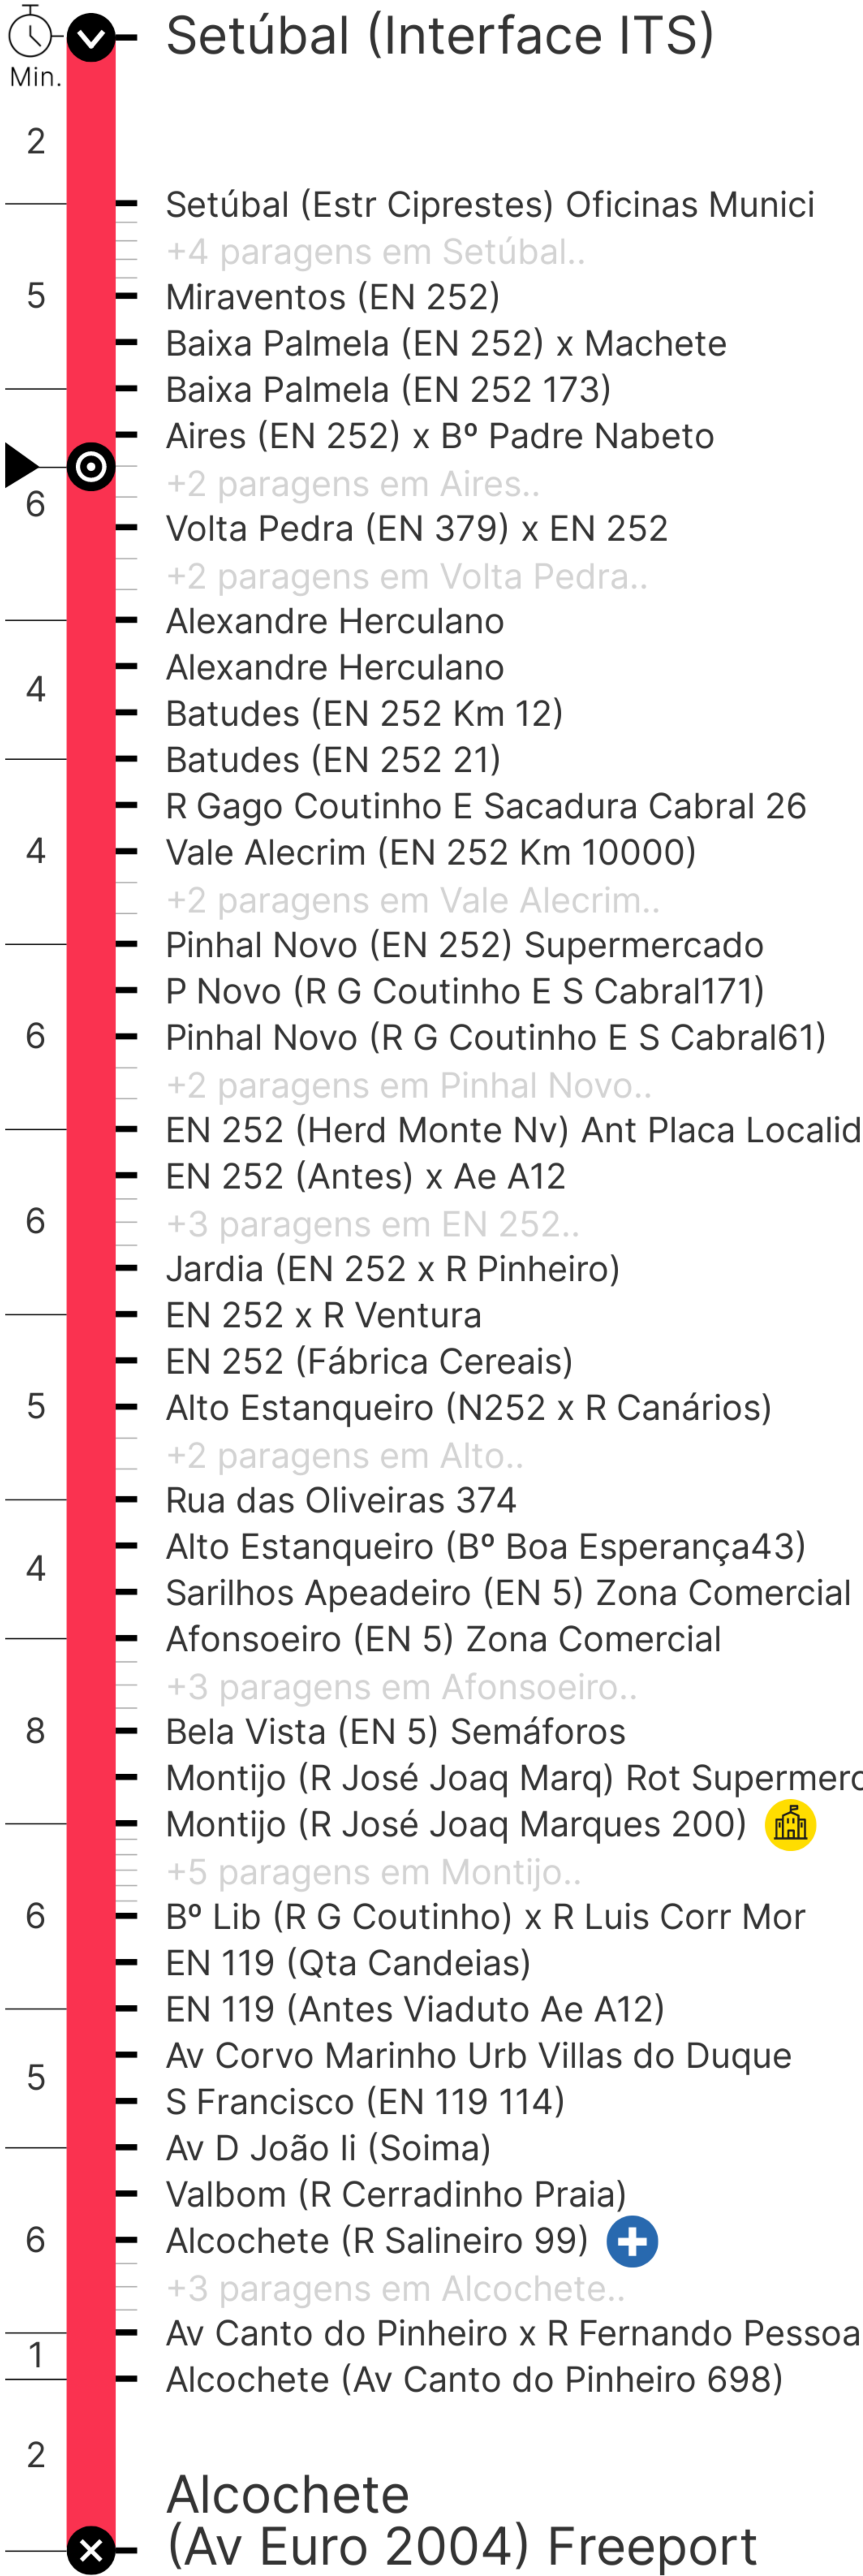 Setúbal (Interface ITS)
Min.
2
Setúbal (Estr Ciprestes) Oficinas Munici
+4 paragens em Setúbal..
5
Miraventos (EN 252)
Baixa Palmela (EN 252) x Machete
Baixa Palmela (EN 252 173)
Aires (EN 252) x Bº Padre Nabeto
+2 paragens em Aires..
6
Volta Pedra (EN 379) x EN 252
+2 paragens em Volta Pedra..
Alexandre Herculano
Alexandre Herculano
4
Batudes (EN 252 Km 12)
Batudes (EN 252 21)
R Gago Coutinho E Sacadura Cabral 26
4
Vale Alecrim (EN 252 Km 10000)
+2 paragens em Vale Alecrim..
Pinhal Novo (EN 252) Supermercado
P Novo (R G Coutinho E S Cabral171)
6
Pinhal Novo (R G Coutinho E S Cabral61)
+2 paragens em Pinhal Novo..
EN 252 (Herd Monte Nv) Ant Placa Localid
EN 252 (Antes) x Ae A12
6
+3 paragens em EN 252..
Jardia (EN 252 x R Pinheiro)
EN 252 x R Ventura
EN 252 (Fábrica Cereais)
5
Alto Estanqueiro (N252 x R Canários)
+2 paragens em Alto..
Rua das Oliveiras 374
Alto Estanqueiro (Bº Boa Esperança43)
4
Sarilhos Apeadeiro (EN 5) Zona Comercial
Afonsoeiro (EN 5) Zona Comercial
+3 paragens em Afonsoeiro..
8
Bela Vista (EN 5) Semáforos
Montijo (R José Joaq Marq) Rot Supermerc
Montijo (R José Joaq Marques 200)
+5 paragens em Montijo..
6
Bº Lib (R G Coutinho) x R Luis Corr Mor
EN 119 (Qta Candeias)
EN 119 (Antes Viaduto Ae A12)
Av Corvo Marinho Urb Villas do Duque
5
S Francisco (EN 119 114)
Av D João Ii (Soima)
Valbom (R Cerradinho Praia)
6
Alcochete (R Salineiro 99)
+3 paragens em Alcochete..
Av Canto do Pinheiro x R Fernando Pessoa
1
Alcochete (Av Canto do Pinheiro 698)
2
Alcochete
(Av Euro 2004) Freeport